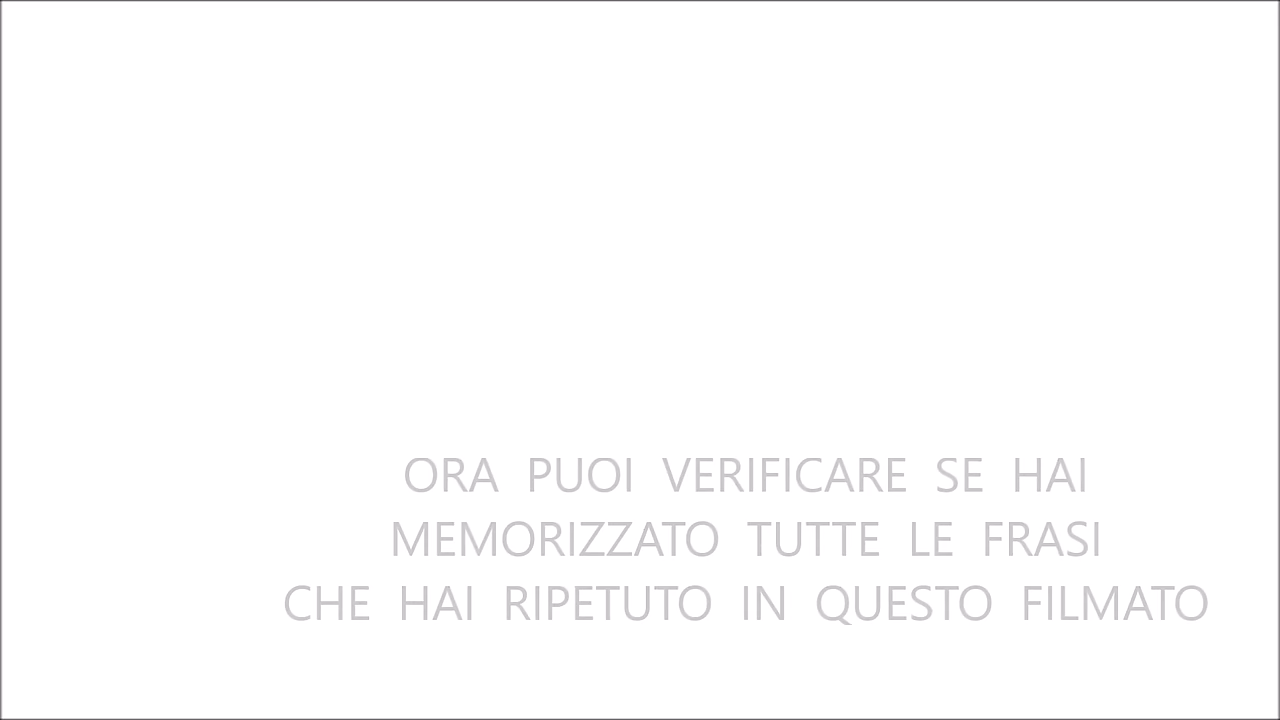 ORA PUOI VERIFICARE SE HAI
MEMORIZZATO TUTTE LE FRASI
CHE HAI RIPETUTO IN QUESTO FILMATO